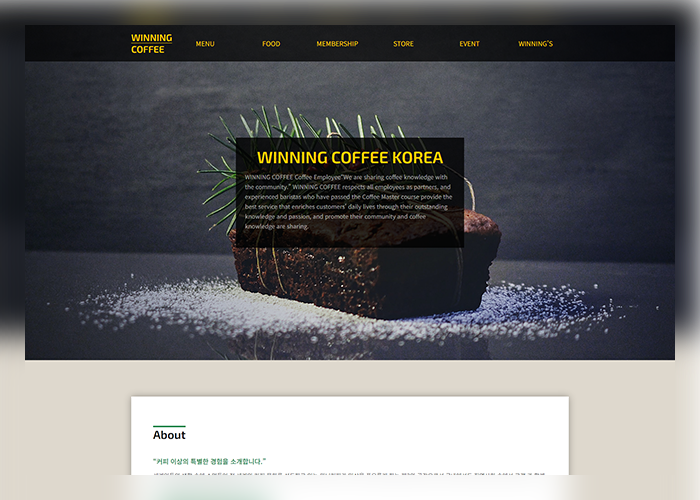 WINNING
COFFEE
MENU
FOOD
MEMBERSHIP
STORE
EVENT
WINNING'S
WINNING COFFEE KOREA
WINNING COFFEE Coffee Employee"We are sharing coffee knowledge with
the community." WINNING COFFEE respects all employees as partners, and
experienced baristas who have passed the Coffee Master course provide the
best service that enriches customers' daily lives through their outstanding
knowledge and passion, and promote their community and coffee
knowledge are sharing.
About
“커피 이상의 특별한 경험을 소개합니다.”